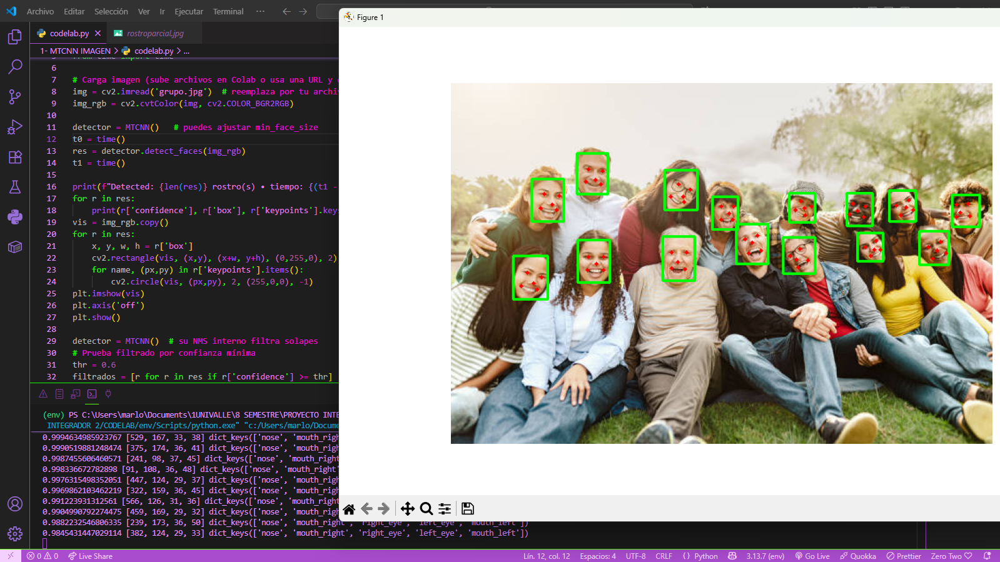 Archivo Editar Selección Ver Ir Ejecutar Terminal ···
Figure 1
codelab.py
rostroparcial.jpg
1- MTCNN IMAGEN > codelab.py > ...
from time import time
6
7 # Carga imagen (sube archivos en Colab o usa una URL y
8 img = cv2.imread('grupo.jpg') # reemplaza por tu archiv
9 img_rgb = cv2.cvtColor(img, cv2.COLOR_BGR2RGB)
10
11 detector = MTCNN() # puedes ajustar min_face_size
12 t0 = time()
13 res = detector.detect_faces(img_rgb)
14 t1 = time()
15
16 print(f"Detected: {len(res)} rostro(s) • tiempo: {(t1 -
17 for r in res:
18 print(r['confidence'], r['box'], r['keypoints'].keys
19 vis = img_rgb.copy()
20 for r in res:
21 x, y, w, h = r['box']
22 cv2.rectangle(vis, (x,y), (x+w, y+h), (0,255,0), 2)
23 for name, (px,py) in r['keypoints'].items():
24 cv2.circle(vis, (px,py), 2, (255,0,0), -1)
25 plt.imshow(vis)
26 plt.axis('off')
27 plt.show()
28
29 detector = MTCNN() # su NMS interno filtra solapes
30 # Prueba filtrado por confianza mínima
31 thr = 0.6
32 filtrados = [r for r in res if r['confidence'] >= thr]
(env) PS C:\Users\marlo\Documents\1UNIVALLE\8 SEMESTRE\PROYECTO INTE
INTEGRADOR 2/CODELAB/env/Scripts/python.exe" "c:/Users/marlo/Docume
0.9994634985923767 [529, 167, 33, 38] dict_keys(['nose', 'mouth_righ
0.9990519881248474 [375, 174, 36, 41] dict_keys(['nose', 'mouth_righ
0.9987455606460571 [241, 98, 37, 45] dict_keys(['nose', 'mouth_right
0.998336672782898 [91, 108, 36, 48] dict_keys(['nose', 'mouth_right'
0.9976315498352051 [447, 124, 29, 37] dict_keys(['nose', 'mouth_righ
0.9969862103462219 [322, 159, 36, 45] dict_keys(['nose', 'mouth_righ
0.991223931312561 [566, 126, 31, 36] dict_keys(['nose', 'mouth_right
0.9904990792274475 [459, 169, 29, 32] dict_keys(['nose', 'mouth_righ
0.9882232546806335 [239, 173, 36, 50] dict_keys(['nose', 'mouth_right', 'right_eye', 'left_eye', 'mouth_left'])
0.9845431447029114 [382, 124, 29, 33] dict_keys(['nose', 'mouth_right', 'right_eye', 'left_eye', 'mouth_left'])
0 0 Live Share Lín. 12, col. 12 Espacios: 4 UTF-8 CRLF {} Python 3.13.7 (env) Go Live Quokka Prettier Zero Two